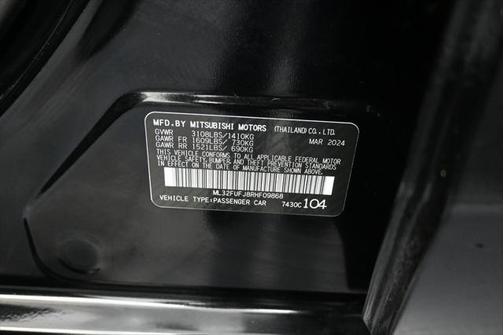 MFD.BY MITSUBISHI MOTORS (THAILAND) CO., LTD.
GVWR 3108LBS/1410KG MAR 2024
GAWR FR 1609LBS/ 730KG
GAWR RR 1521LBS/ 690KG
THIS VEHICLE CONFORMS TO ALL APPLICABLE FEDERAL MOTOR
VEHICLE SAFETY, BUMPER AND THEFT PREVENTION STANDARDS
IN EFFECT ON THE DATE OF MANUFACTURE SHOWN ABOVE.
ML32FUFJBRHF09868
VEHICLE TYPE:PASSENGER CAR 7430C 104